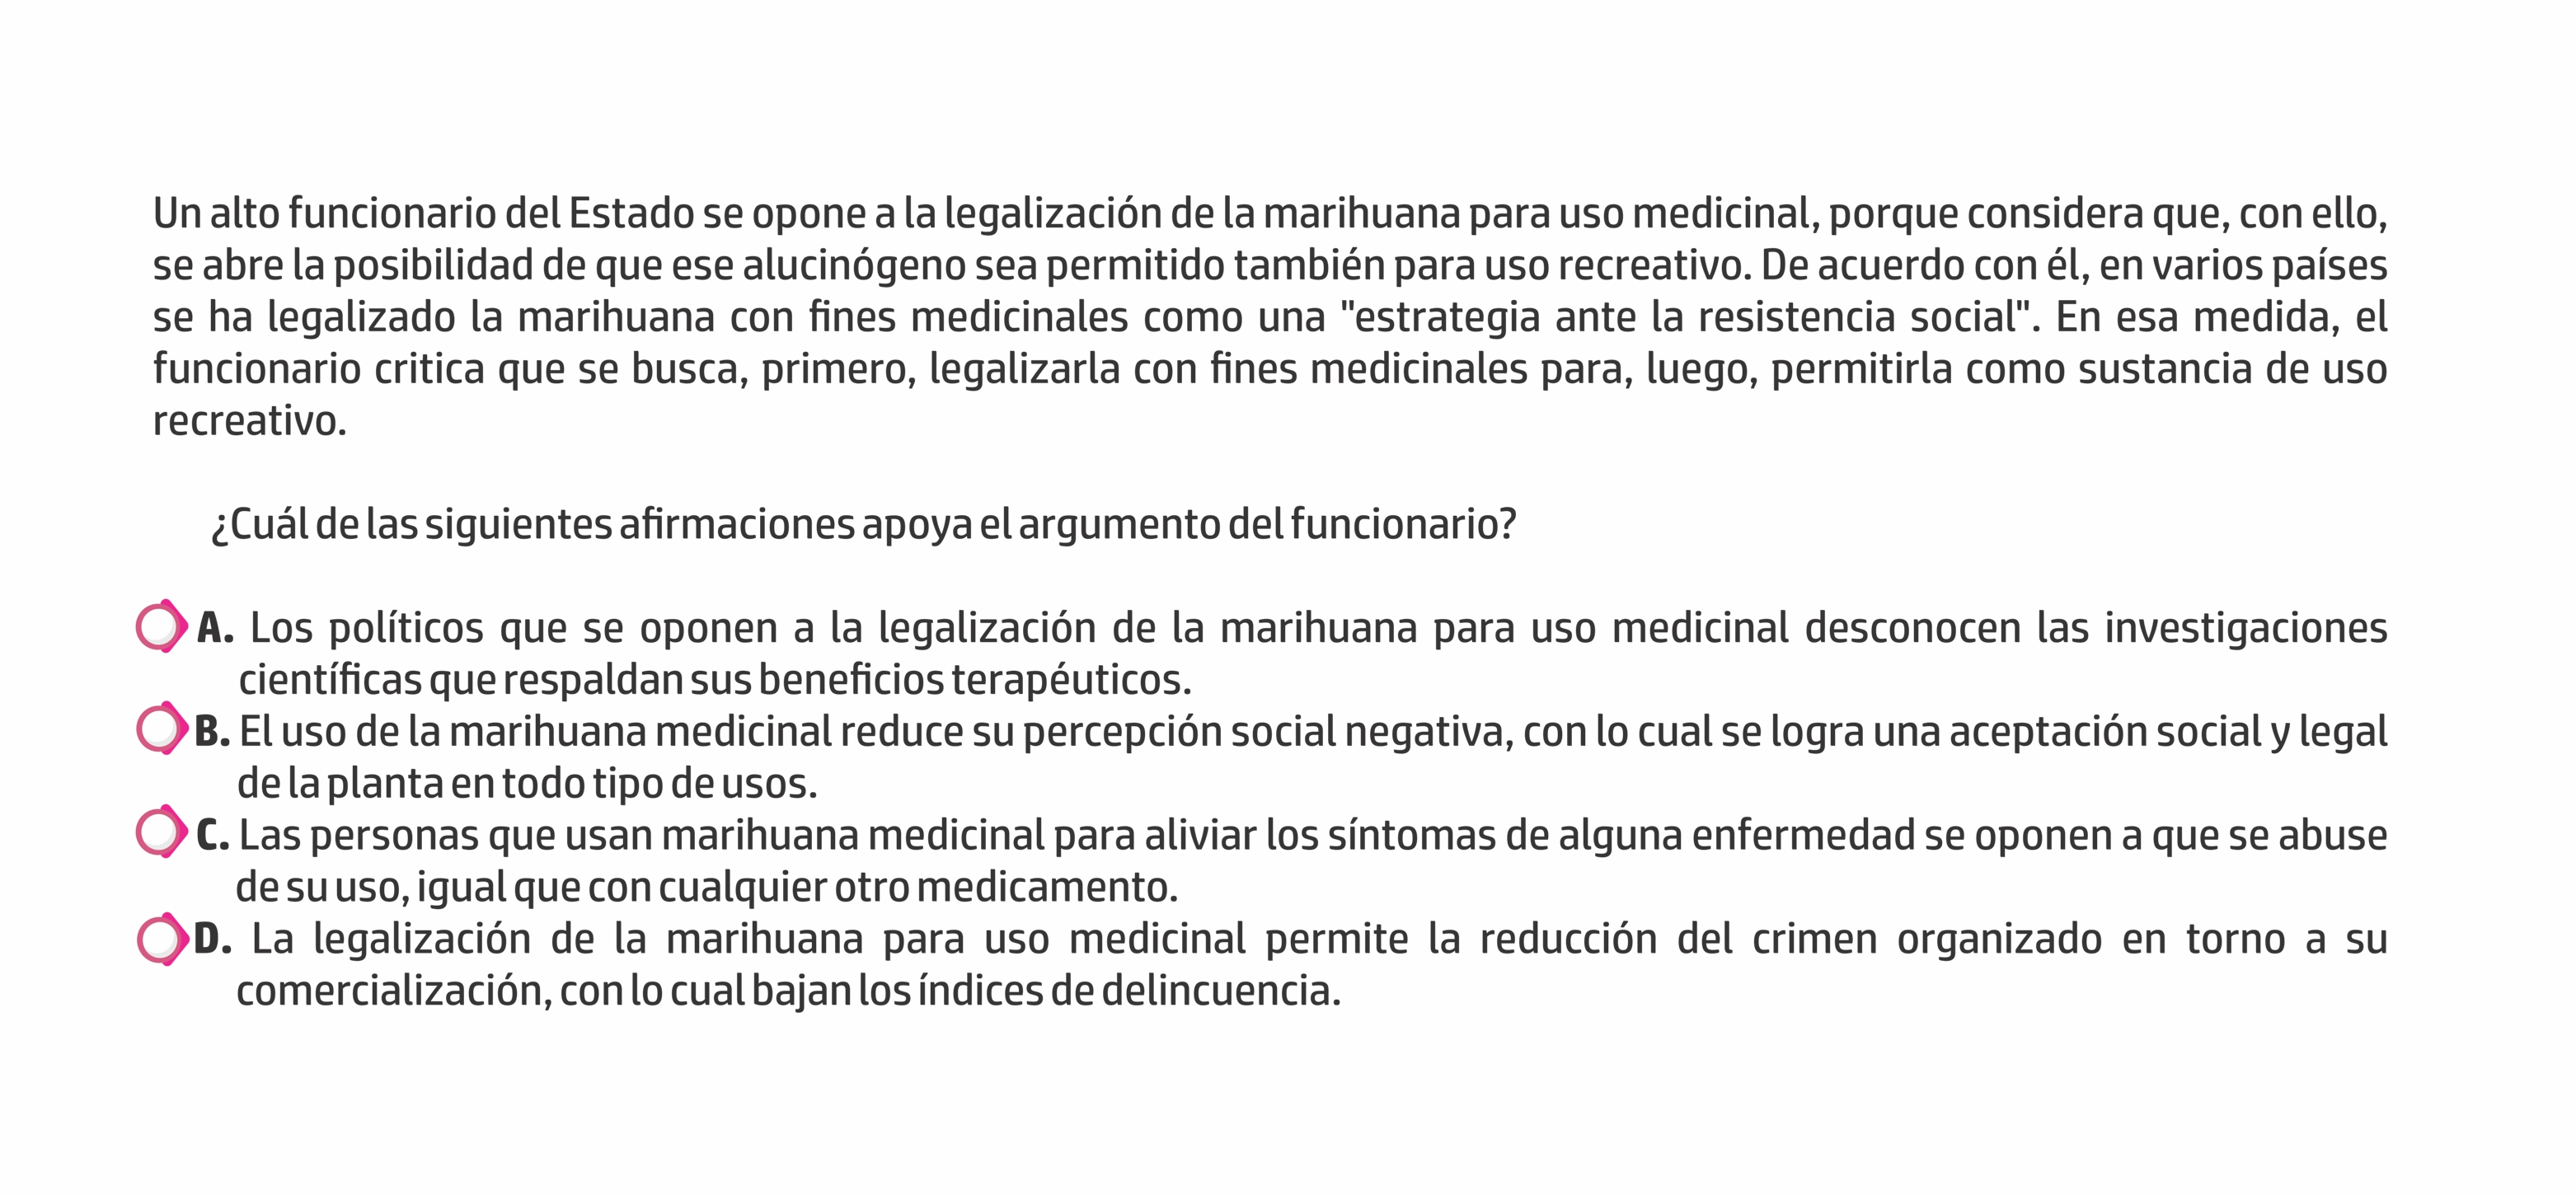 Un alto funcionario del Estado se opone a la legalización de la marihuana para uso medicinal, porque considera que, con ello,
se abre la posibilidad de que ese alucinógeno sea permitido también para uso recreativo. De acuerdo con él, en varios países
se ha legalizado la marihuana con fines medicinales como una "estrategia ante la resistencia social". En esa medida, el
funcionario critica que se busca, primero, legalizarla con fines medicinales para, luego, permitirla como sustancia de uso
recreativo.
¿Cuál de las siguientes afirmaciones apoya el argumento del funcionario?
A. Los políticos que se oponen a la legalización de la marihuana para uso medicinal desconocen las investigaciones
científicas que respaldan sus beneficios terapéuticos.
B. El uso de la marihuana medicinal reduce su percepción social negativa, con lo cual se logra una aceptación social y legal
de la planta en todo tipo de usos.
C. Las personas que usan marihuana medicinal para aliviar los síntomas de alguna enfermedad se oponen a que se abuse
de su uso, igual que con cualquier otro medicamento.
D. La legalización de la marihuana para uso medicinal permite la reducción del crimen organizado en torno a su
comercialización, con lo cual bajan los índices de delincuencia.